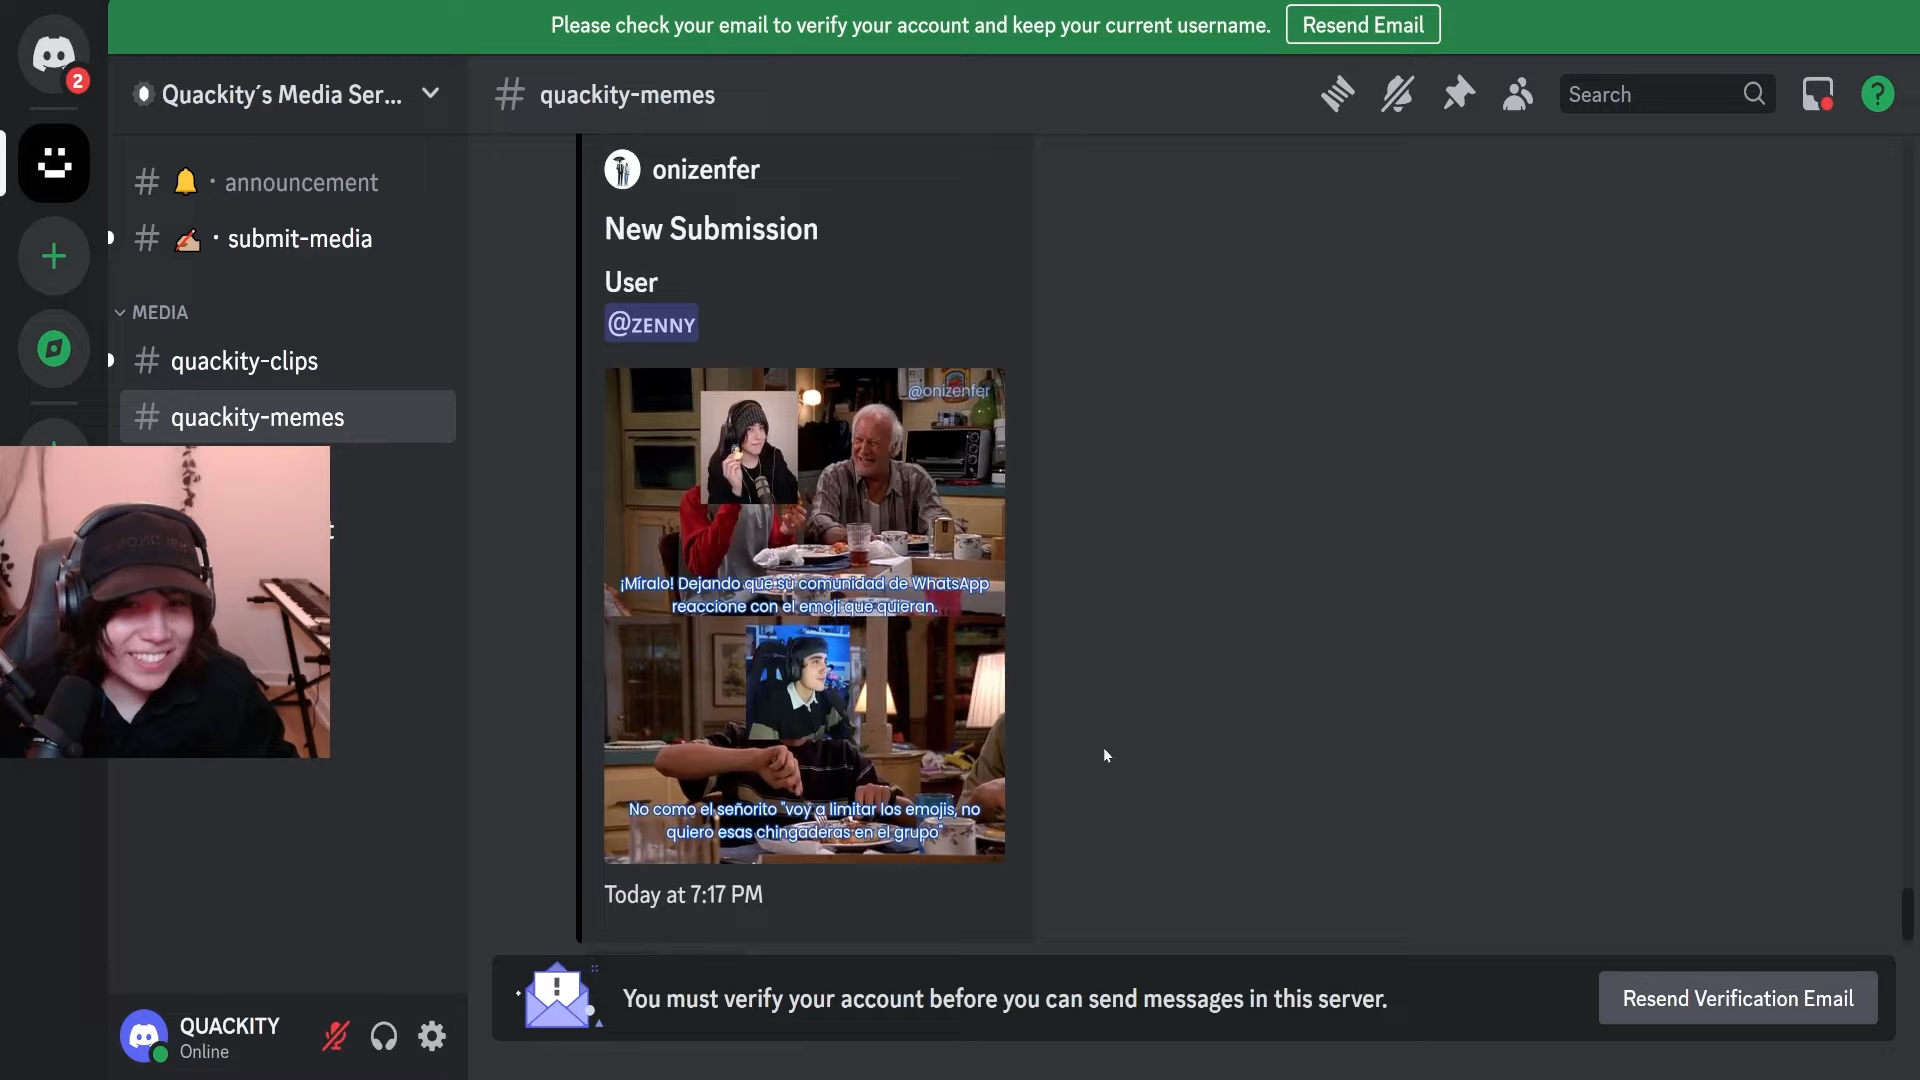 Please check your email to verify your account and keep your current username.
Resend Email
2
Quackity´s Media Ser...
quackity-memes
Search
announcement
submit-media
MEDIA
quackity-clips
quackity-memes
onizenfer
New Submission
User
@ZENNY
@onizenfer
¡Míralo! Dejando que su comunidad de WhatsApp
reaccione con el emoji que quieran.
No como el señorito "voy a limitar los emojis, no
quiero esas chingaderas en el grupo"
Today at 7:17 PM
You must verify your account before you can send messages in this server.
Resend Verification Email
QUACKITY
Online